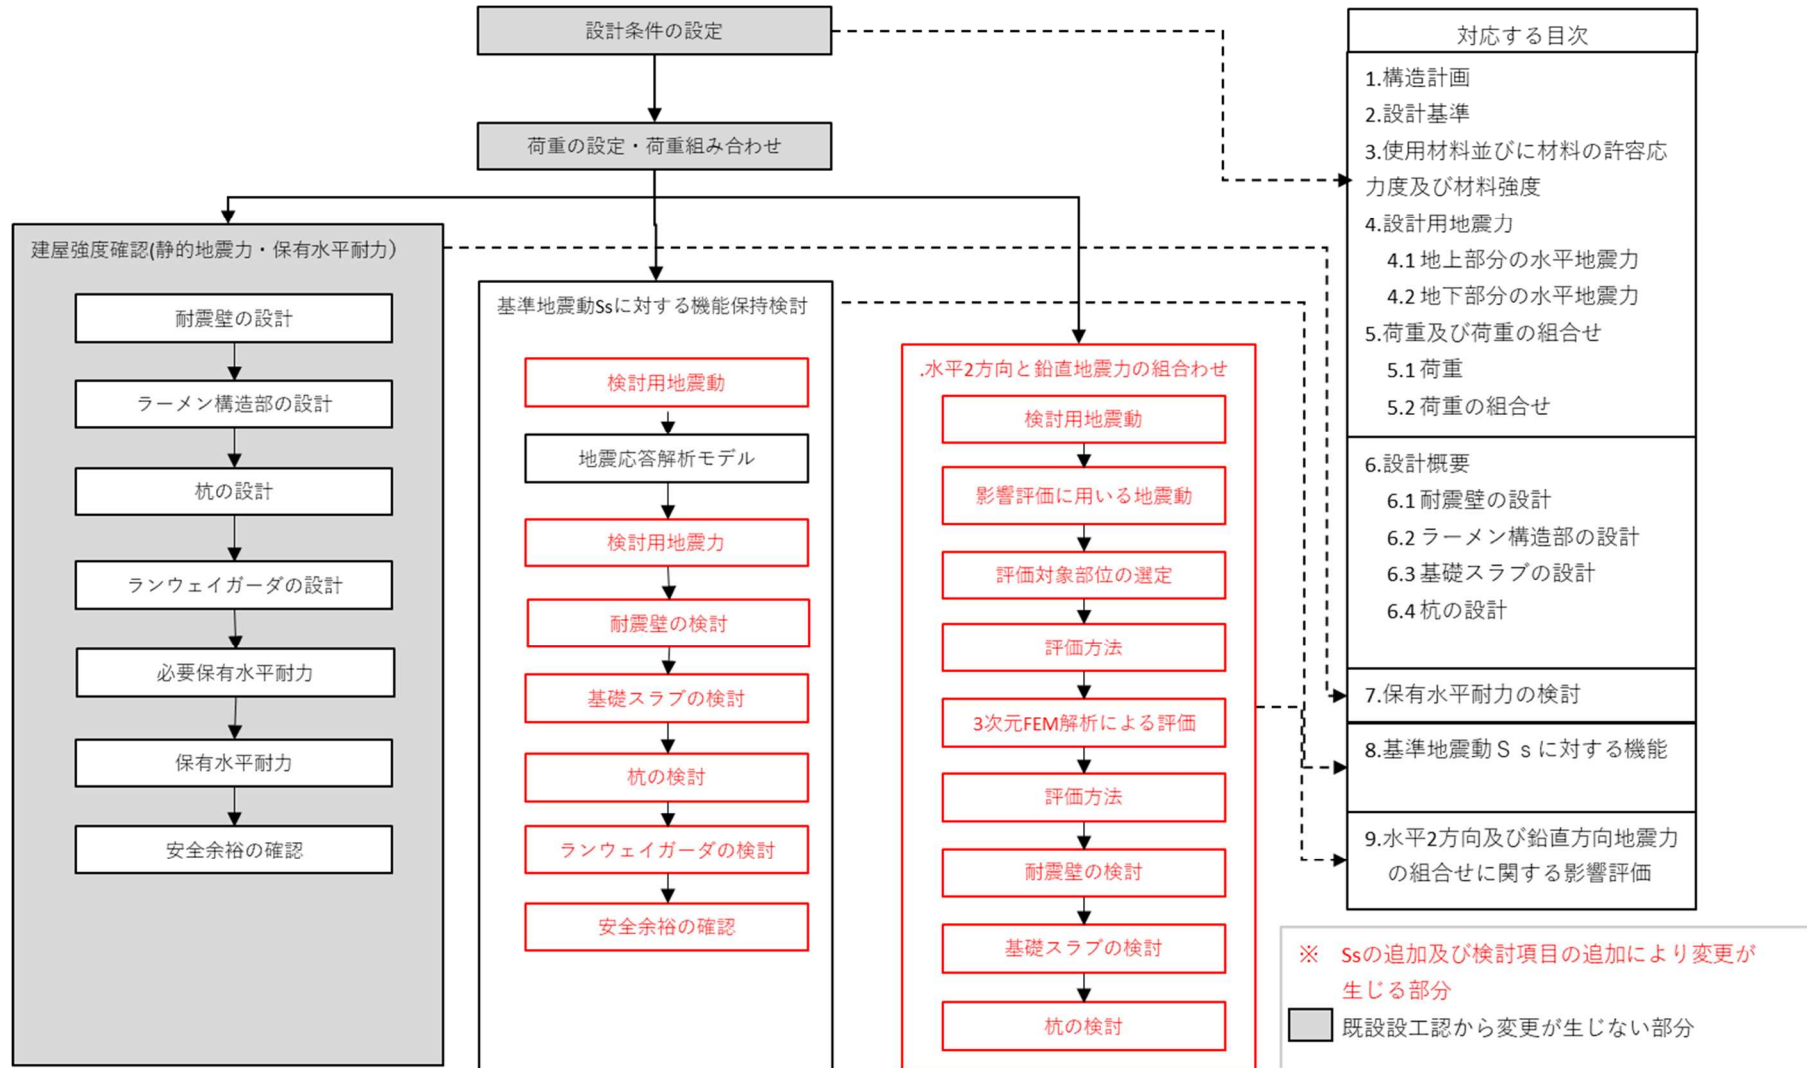 設計条件の設定
荷重の設定・荷重組み合わせ
建屋強度確認(静的地震力・保有水平耐力）
耐震壁の設計
ラーメン構造部の設計
杭の設計
ランウェイガーダの設計
必要保有水平耐力
保有水平耐力
安全余裕の確認
基準地震動Ssに対する機能保持検討
検討用地震動
地震応答解析モデル
検討用地震力
耐震壁の検討
基礎スラブの検討
杭の検討
ランウェイガーダの検討
安全余裕の確認
.水平2方向と鉛直地震力の組合わせ
検討用地震動
影響評価に用いる地震動
評価対象部位の選定
評価方法
3次元FEM解析による評価
評価方法
耐震壁の検討
基礎スラブの検討
杭の検討
対応する目次
1.構造計画
2.設計基準
3.使用材料並びに材料の許容応
力度及び材料強度
4.設計用地震力
4.1 地上部分の水平地震力
4.2 地下部分の水平地震力
5.荷重及び荷重の組合せ
5.1 荷重
5.2 荷重の組合せ
6.設計概要
6.1 耐震壁の設計
6.2 ラーメン構造部の設計
6.3 基礎スラブの設計
6.4 杭の設計
7.保有水平耐力の検討
8.基準地震動Ｓｓに対する機能
9.水平2方向及び鉛直方向地震力
の組合せに関する影響評価
※ Ssの追加及び検討項目の追加により変更が
生じる部分
既設設工認から変更が生じない部分